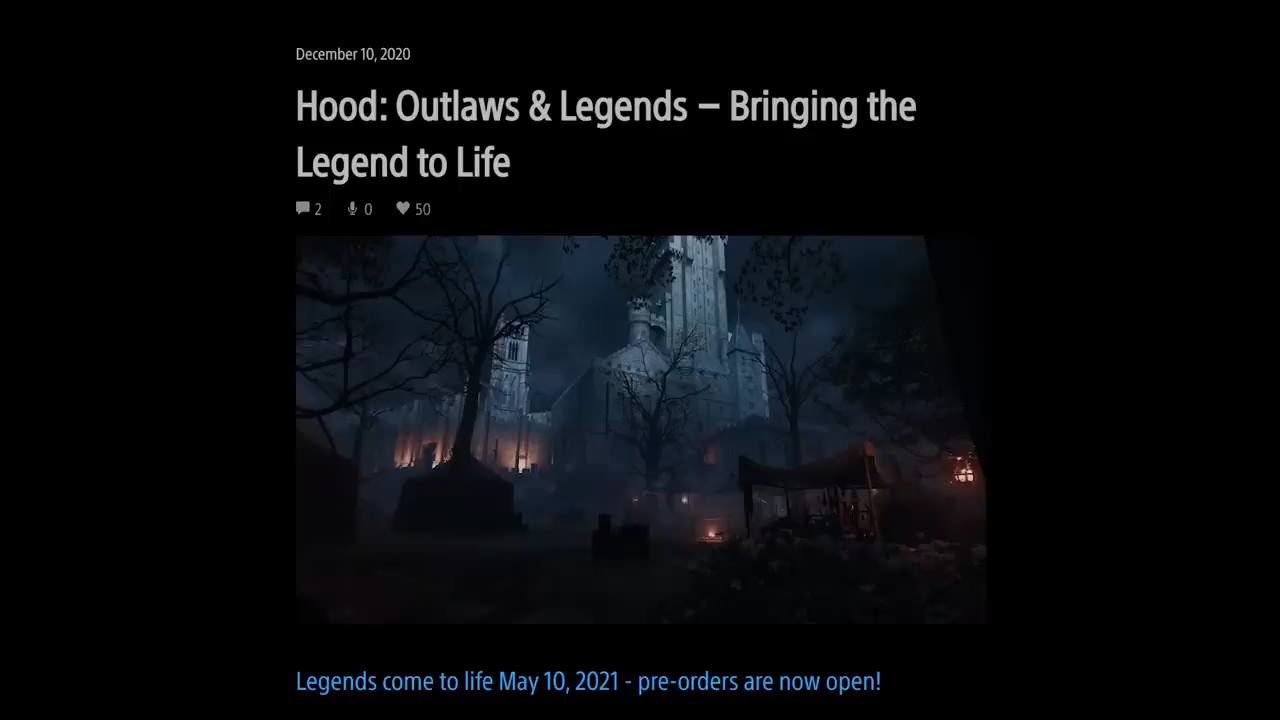 December 10, 2020
Hood: Outlaws & Legends – Bringing the
Legend to Life
2 0 50
Legends come to life May 10, 2021 - pre-orders are now open!